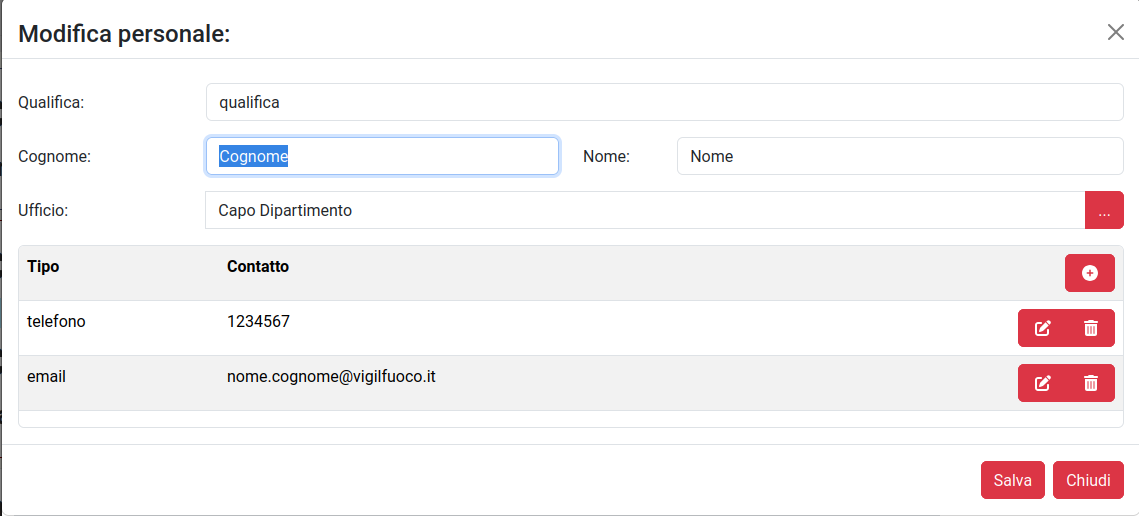 Modifica personale:
Qualifica: qualifica
Cognome: Cognome Nome: Nome
Ufficio: Capo Dipartimento ...
Tipo Contatto
telefono 1234567
email nome.cognome@vigilfuoco.it
Salva Chiudi